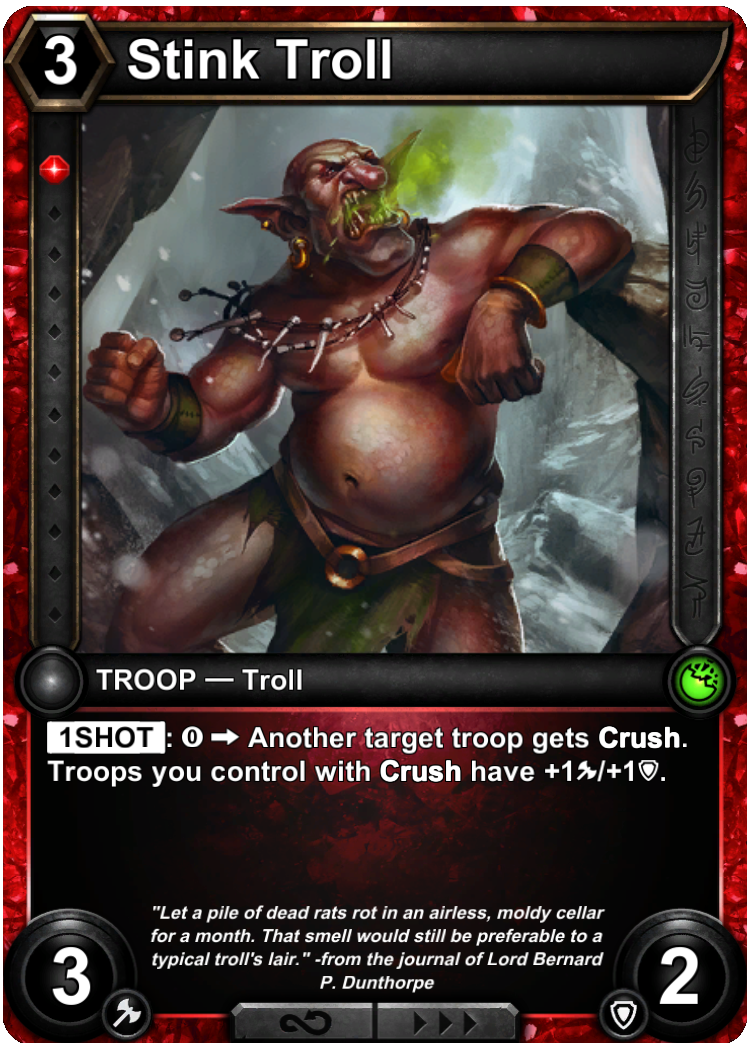 3 Stink Troll
TROOP — Troll
1SHOT: 0 → Another target troop gets Crush.
Troops you control with Crush have +1/+1.
"Let a pile of dead rats rot in an airless, moldy cellar
for a month. That smell would still be preferable to a
typical troll's lair." -from the journal of Lord Bernard
P. Dunthorpe
3
2